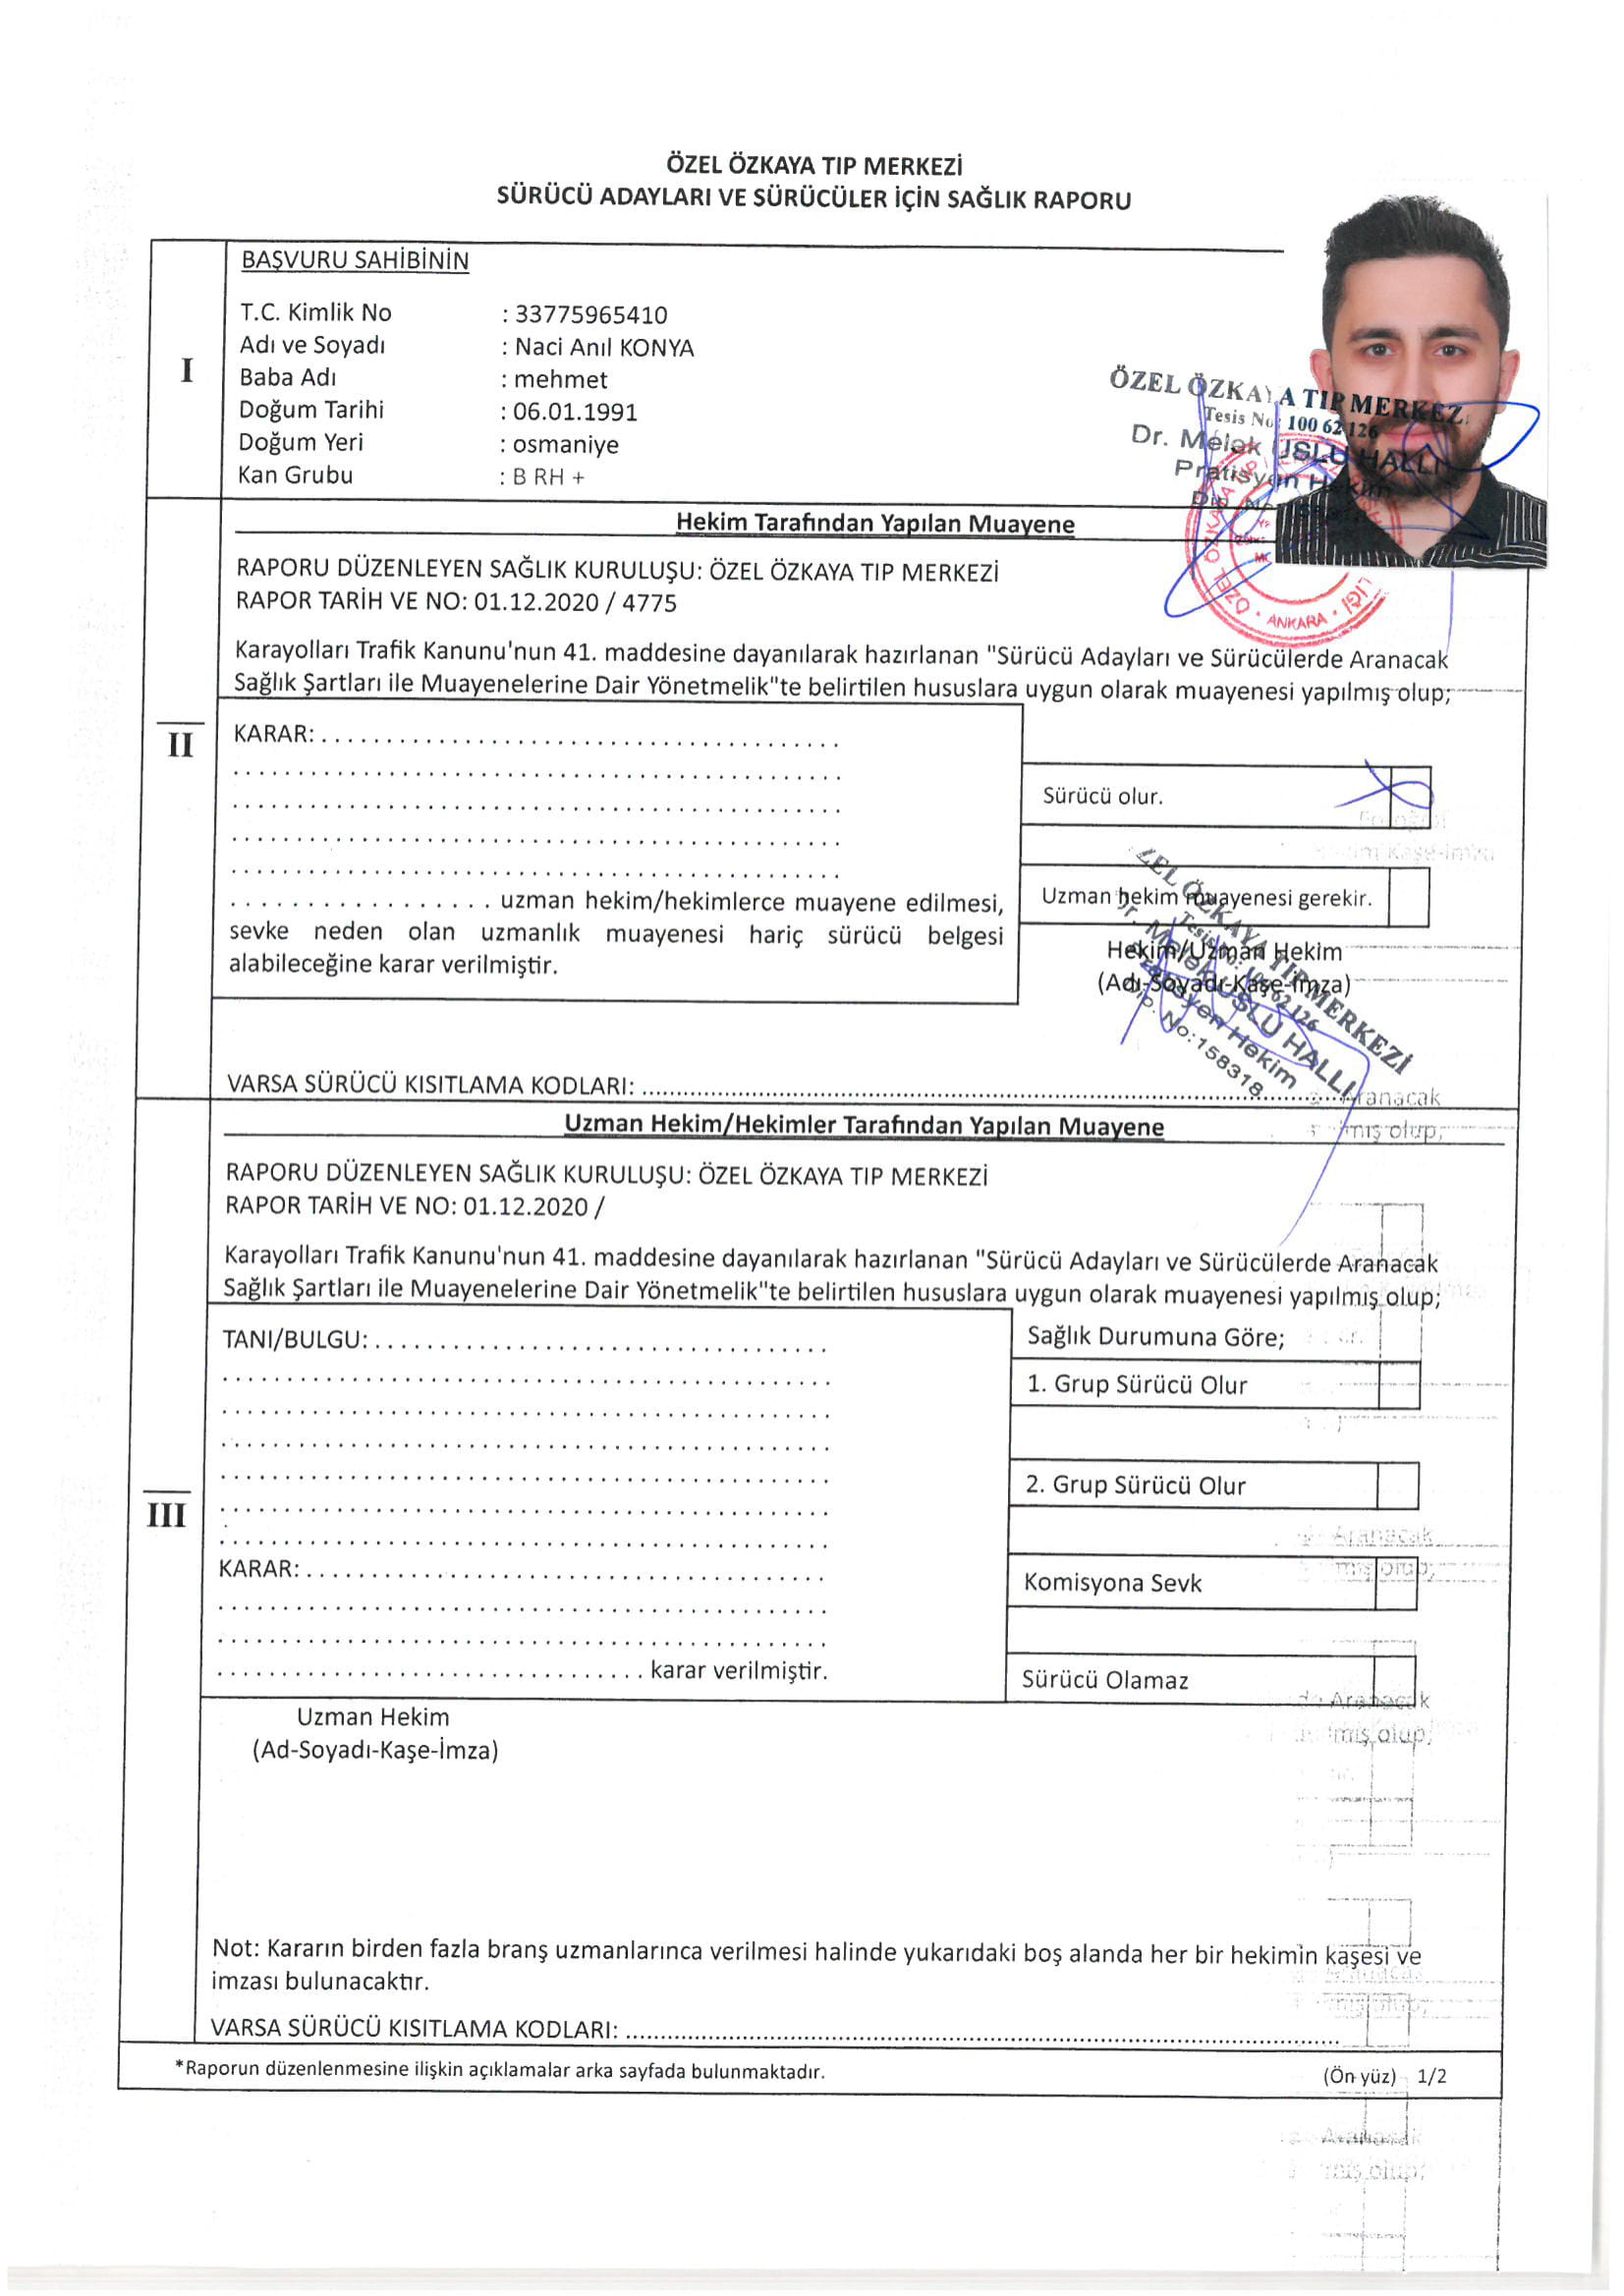 ÖZEL ÖZKAYA TIP MERKEZİ
SÜRÜCÜ ADAYLARI VE SÜRÜCÜLER İÇİN SAĞLIK RAPORU
I
BAŞVURU SAHİBİNİN
T.C. Kimlik No : 33775965410
Adı ve Soyadı : Naci Anıl KONYA
Baba Adı : mehmet
Doğum Tarihi : 06.01.1991
Doğum Yeri : osmaniye
Kan Grubu : B RH +
ÖZEL ÖZKAYA TIP MERKEZ
Tesis No: 100 62 126
Dr. Melek USLU HALLI
Pratisyen Hekim
ÖZEL ÖZKAYA TIP
ANKARA
II
Hekim Tarafından Yapılan Muayene
RAPORU DÜZENLEYEN SAĞLIK KURULUŞU: ÖZEL ÖZKAYA TIP MERKEZİ
RAPOR TARİH VE NO: 01.12.2020 / 4775
Karayolları Trafik Kanunu'nun 41. maddesine dayanılarak hazırlanan "Sürücü Adayları ve Sürücülerde Aranacak
Sağlık Şartları ile Muayenelerine Dair Yönetmelik"te belirtilen hususlara uygun olarak muayenesi yapılmış olup;
KARAR:
uzman hekim/hekimlerce muayene edilmesi,
sevke neden olan uzmanlık muayenesi hariç sürücü belgesi
alabileceğine karar verilmiştir.
Sürücü olur.
Uzman hekim muayenesi gerekir.
Hekim/Uzman Hekim
(Adı-Soyadı-Kaşe-İmza)
ZEL ÖZKAYA TIP MERKEZİ
Tesis No: 100 62 126
Dr. Melek USLU HALLI
Pratisyen Hekim
Dip. No:158318
VARSA SÜRÜCÜ KISITLAMA KODLARI:
III
Uzman Hekim/Hekimler Tarafından Yapılan Muayene
RAPORU DÜZENLEYEN SAĞLIK KURULUŞU: ÖZEL ÖZKAYA TIP MERKEZİ
RAPOR TARİH VE NO: 01.12.2020 /
Karayolları Trafik Kanunu'nun 41. maddesine dayanılarak hazırlanan "Sürücü Adayları ve Sürücülerde Aranacak
Sağlık Şartları ile Muayenelerine Dair Yönetmelik"te belirtilen hususlara uygun olarak muayenesi yapılmış olup;
TANI/BULGU:
KARAR:
karar verilmiştir.
Sağlık Durumuna Göre;
1. Grup Sürücü Olur
2. Grup Sürücü Olur
Komisyona Sevk
Sürücü Olamaz
Uzman Hekim
(Ad-Soyadı-Kaşe-İmza)
Not: Kararın birden fazla branş uzmanlarınca verilmesi halinde yukarıdaki boş alanda her bir hekimin kaşesi ve
imzası bulunacaktır.
VARSA SÜRÜCÜ KISITLAMA KODLARI:
*Raporun düzenlenmesine ilişkin açıklamalar arka sayfada bulunmaktadır.
(Ön yüz) 1/2